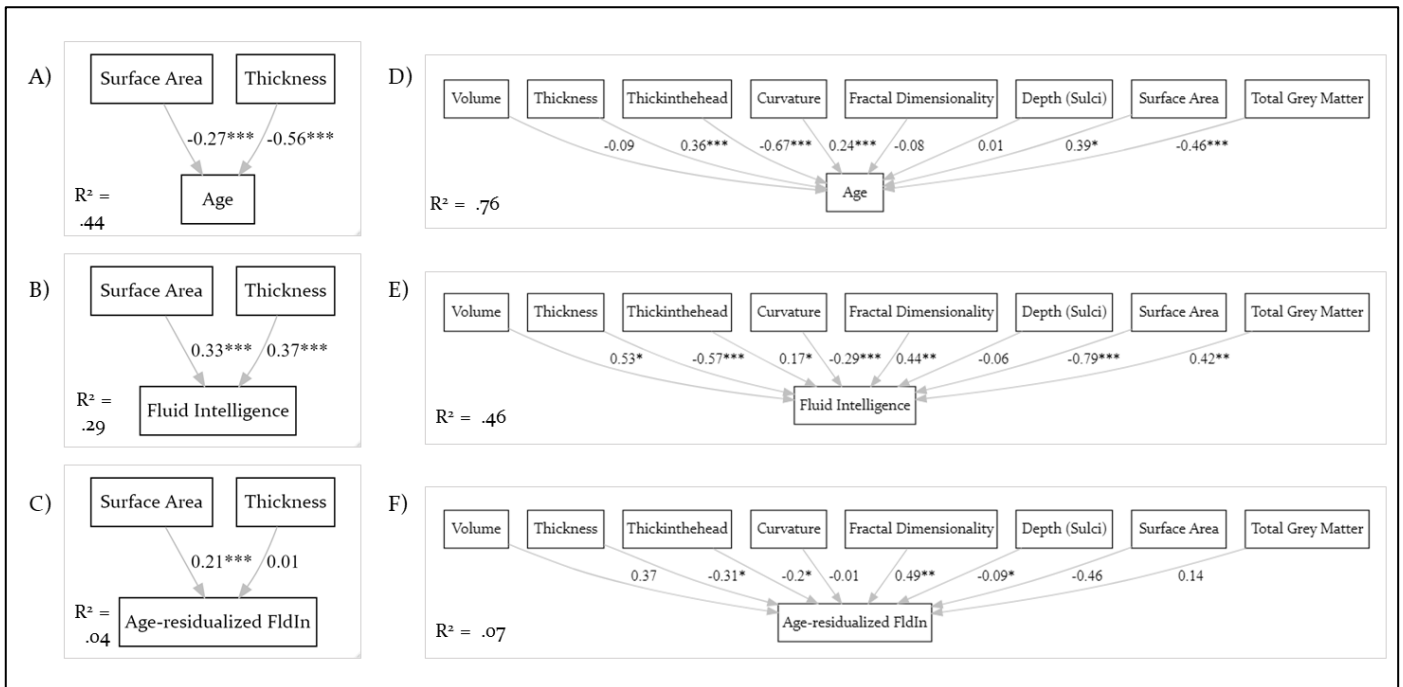 A)
Surface Area Thickness
-0.27*** -0.56***
Age
R² =
.44
B)
Surface Area Thickness
0.33*** 0.37***
Fluid Intelligence
R² =
.29
C)
Surface Area Thickness
0.21*** 0.01
Age-residualized FldIn
R² =
.04
D)
Volume Thickness Thickinthehead Curvature Fractal Dimensionality Depth (Sulci) Surface Area Total Grey Matter
-0.09 0.36*** -0.67*** 0.24*** -0.08 0.01 0.39* -0.46***
Age
R² = .76
E)
Volume Thickness Thickinthehead Curvature Fractal Dimensionality Depth (Sulci) Surface Area Total Grey Matter
0.53* -0.57*** 0.17* -0.29*** 0.44** -0.06 -0.79*** 0.42**
Fluid Intelligence
R² = .46
F)
Volume Thickness Thickinthehead Curvature Fractal Dimensionality Depth (Sulci) Surface Area Total Grey Matter
0.37 -0.31* -0.2* -0.01 0.49** -0.09* -0.46 0.14
Age-residualized FldIn
R² = .07